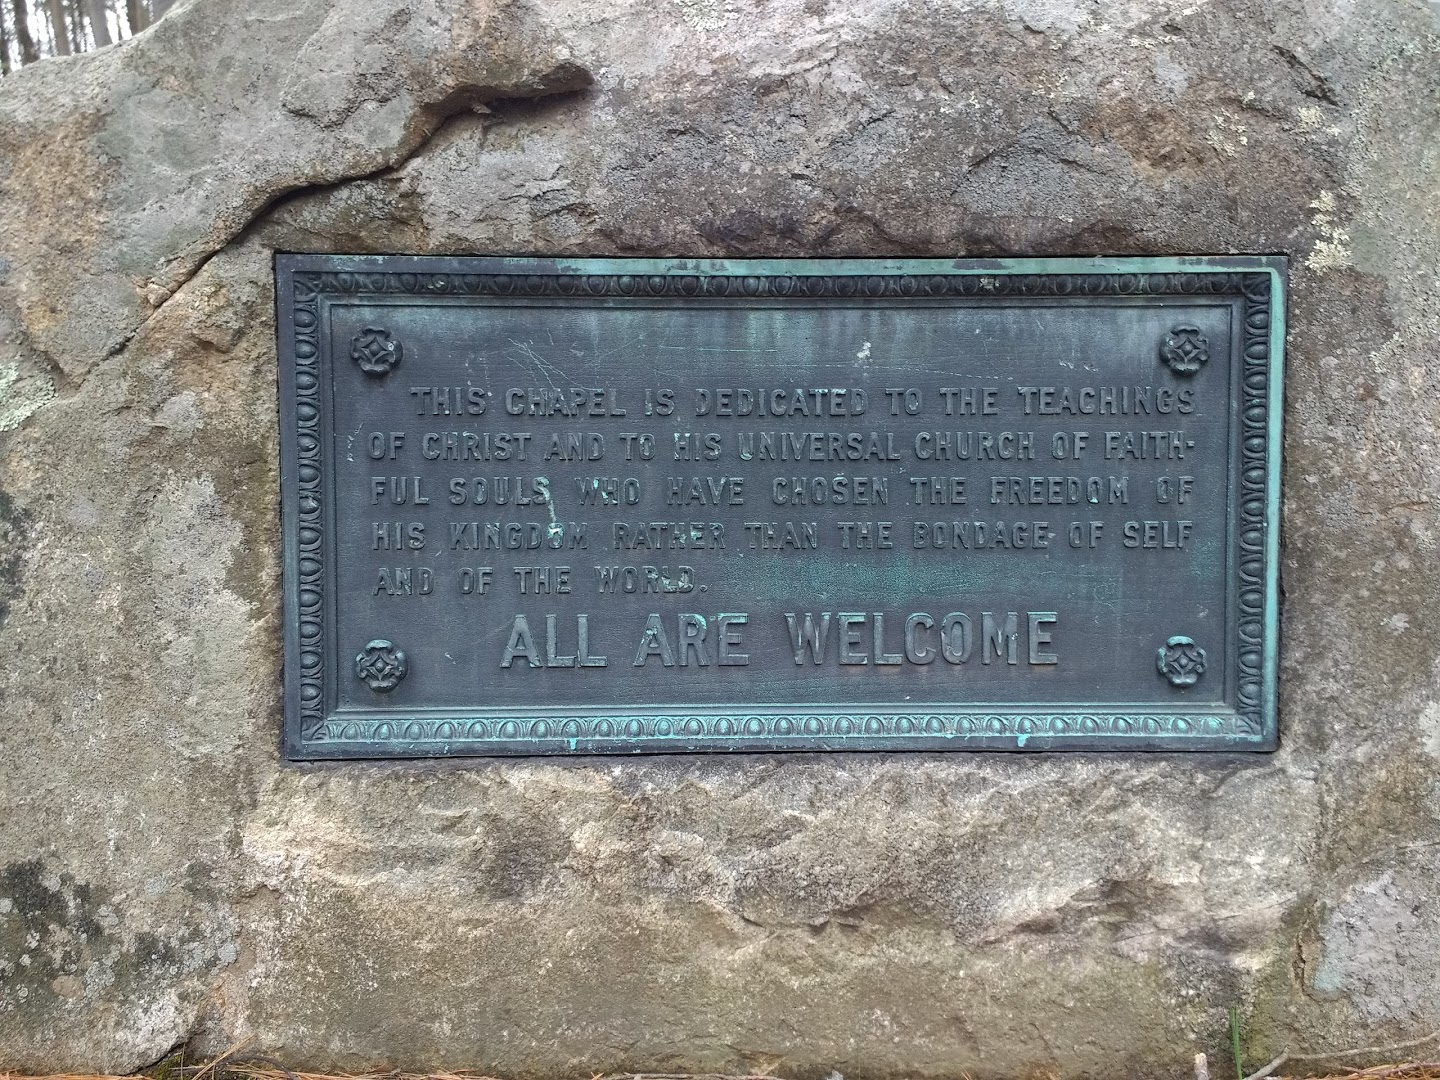 THIS CHAPEL IS DEDICATED TO THE TEACHINGS
OF CHRIST AND TO HIS UNIVERSAL CHURCH OF FAITH-
FUL SOULS WHO HAVE CHOSEN THE FREEDOM OF
HIS KINGDOM RATHER THAN THE BONDAGE OF SELF
AND OF THE WORLD.
ALL ARE WELCOME